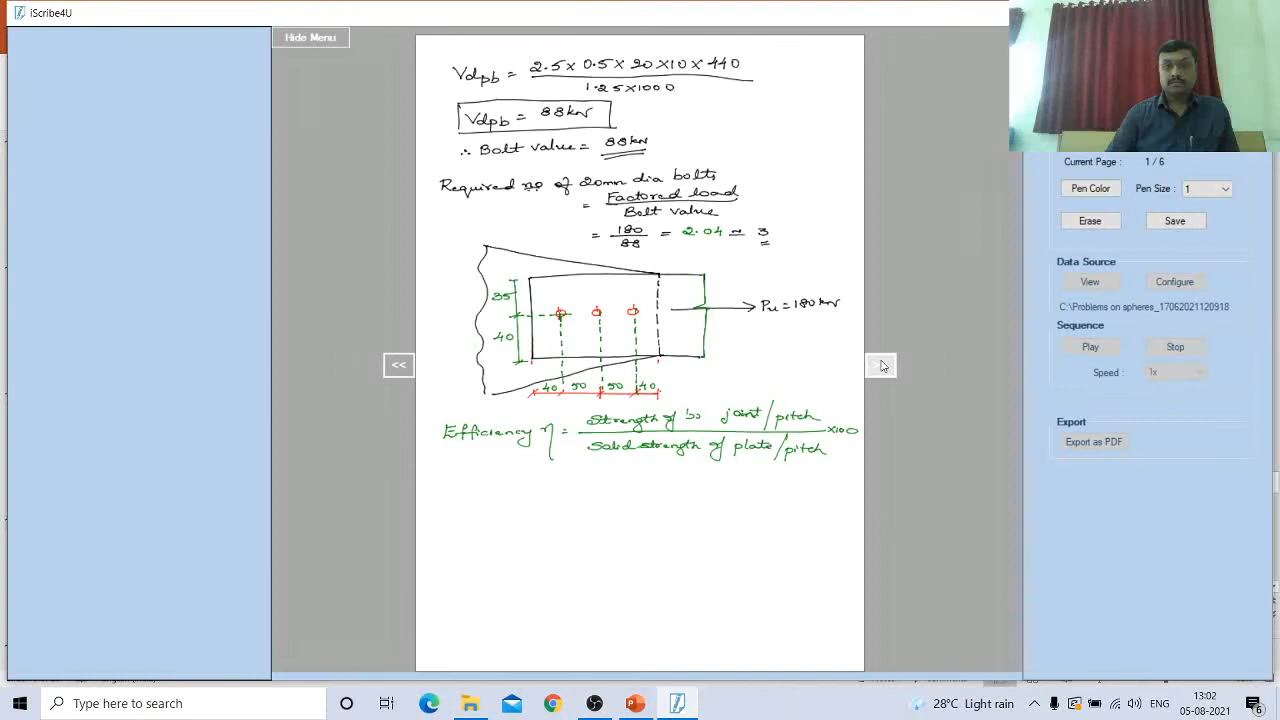 iScribe4U
Hide Menu
Vdpb = 2.5 x 0.5 x 20 x 10 x 440
1.25 x 1000
Vdpb = 88 kN
∴ Bolt value = 88 kN
Required no of 20mm dia bolts
= Factored load
Bolt value
= 180 = 2.04 ≈ 3
88
35
40
Pu = 180 kN
40 50 50 40
Efficiency η = Strength of bo joint/pitch x100
Solid strength of plate/pitch
<<
Current Page : 1 / 6
Pen Color Pen Size : 1
Erase Save
Data Source
View Configure
C:\Problems on spheres_17062021120918
Sequence
Play Stop
Speed : 1x
Export
Export as PDF
Type here to search
28°C Light rain
ENG
13:02
05-08-2021
6